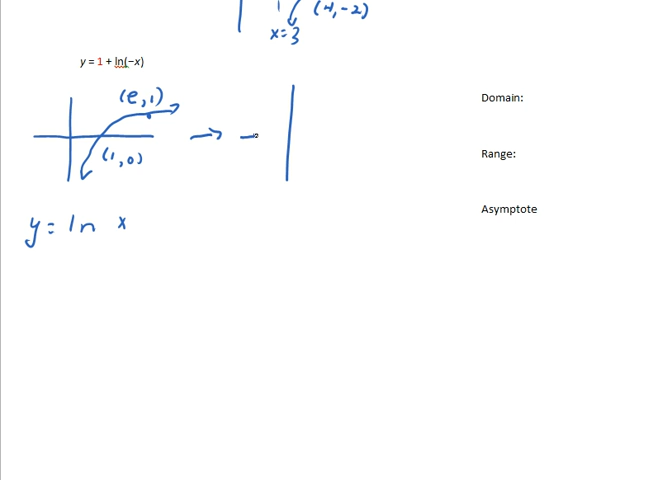 (4,-2)
x=3
y = 1 + ln(−x)
Domain:
(e,1)
(1,0)
Range:
Asymptote
y = ln x